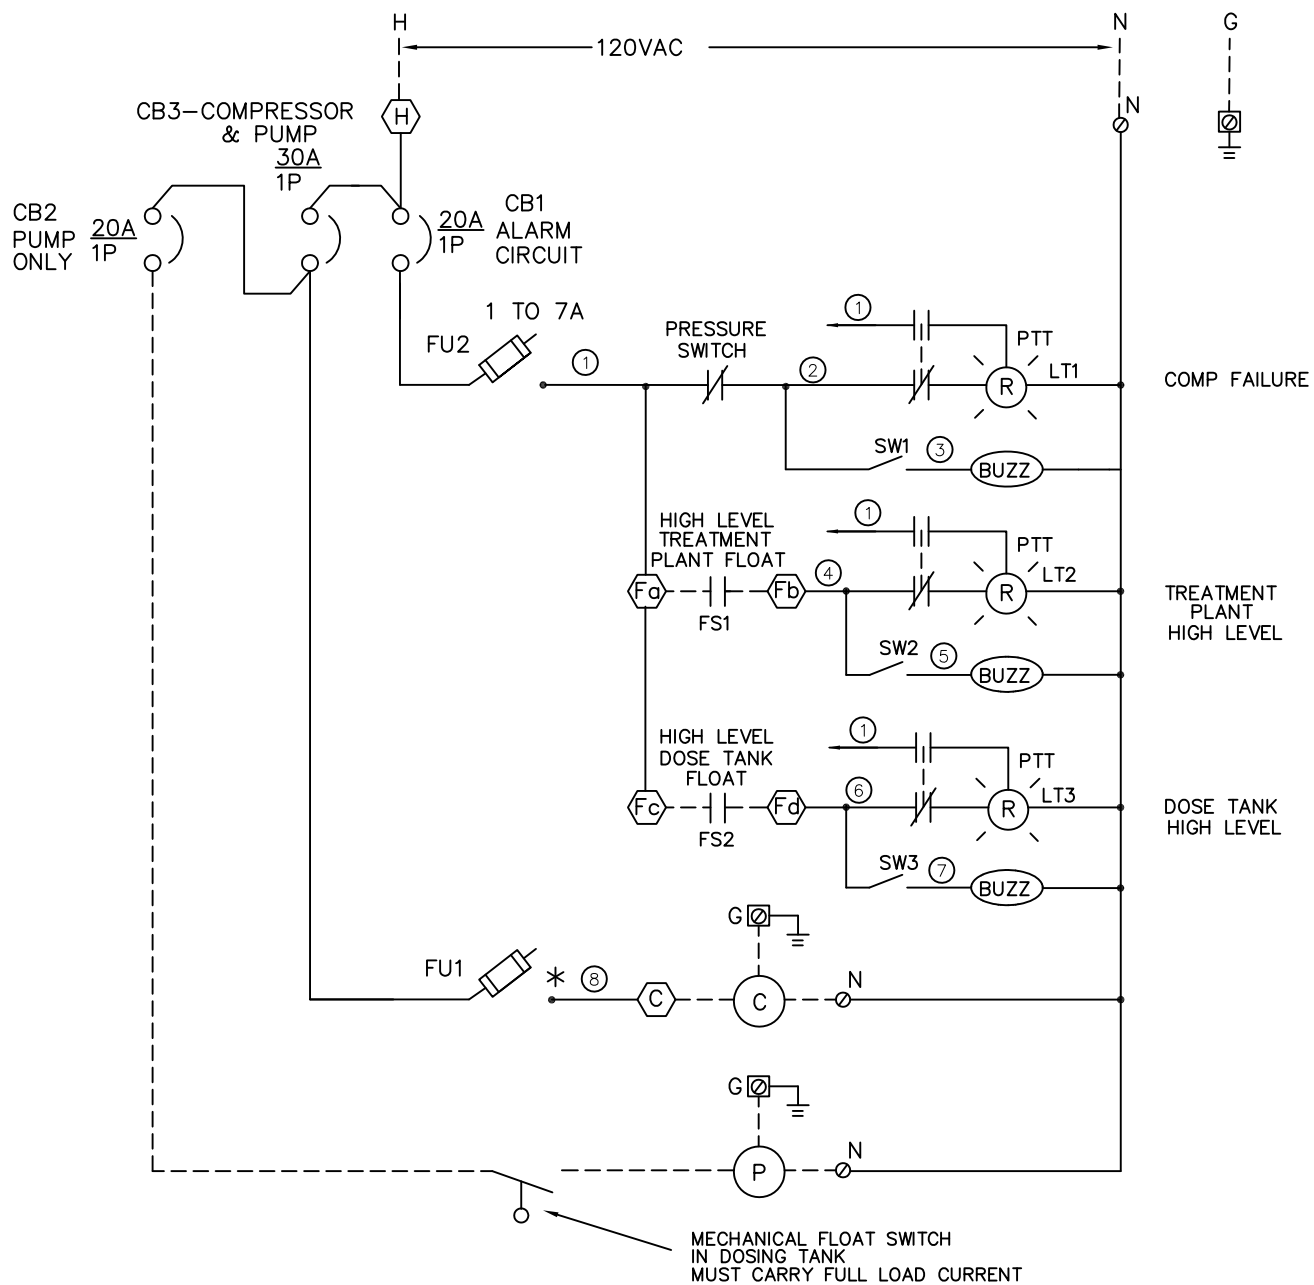 H
N
G
120VAC
N
CB3-COMPRESSOR
& PUMP
30A
1P
H
CB2
PUMP
ONLY
20A
1P
20A
1P
CB1
ALARM
CIRCUIT
1 TO 7A
FU2
1
PRESSURE
SWITCH
2
1
PTT
R
LT1
COMP FAILURE
SW1
3
BUZZ
HIGH LEVEL
TREATMENT
PLANT FLOAT
1
PTT
Fa
FS1
Fb
4
R
LT2
TREATMENT
PLANT
HIGH LEVEL
SW2
5
BUZZ
HIGH LEVEL
DOSE TANK
FLOAT
1
PTT
Fc
FS2
Fd
6
R
LT3
DOSE TANK
HIGH LEVEL
SW3
7
BUZZ
G
FU1
* 8
C
C
N
G
P
N
MECHANICAL FLOAT SWITCH
IN DOSING TANK
MUST CARRY FULL LOAD CURRENT